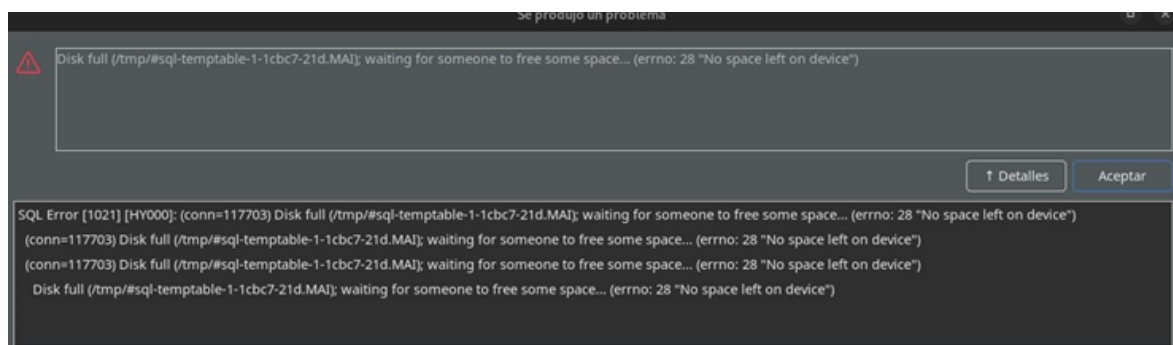 Se produjo un problema
Disk full (/tmp/#sql-temptable-1-1cbc7-21d.MAI); waiting for someone to free some space... (errno: 28 "No space left on device")
↑ Detalles
Aceptar
SQL Error [1021] [HY000]: (conn=117703) Disk full (/tmp/#sql-temptable-1-1cbc7-21d.MAI); waiting for someone to free some space... (errno: 28 "No space left on device")
(conn=117703) Disk full (/tmp/#sql-temptable-1-1cbc7-21d.MAI); waiting for someone to free some space... (errno: 28 "No space left on device")
(conn=117703) Disk full (/tmp/#sql-temptable-1-1cbc7-21d.MAI); waiting for someone to free some space... (errno: 28 "No space left on device")
Disk full (/tmp/#sql-temptable-1-1cbc7-21d.MAI); waiting for someone to free some space... (errno: 28 "No space left on device")